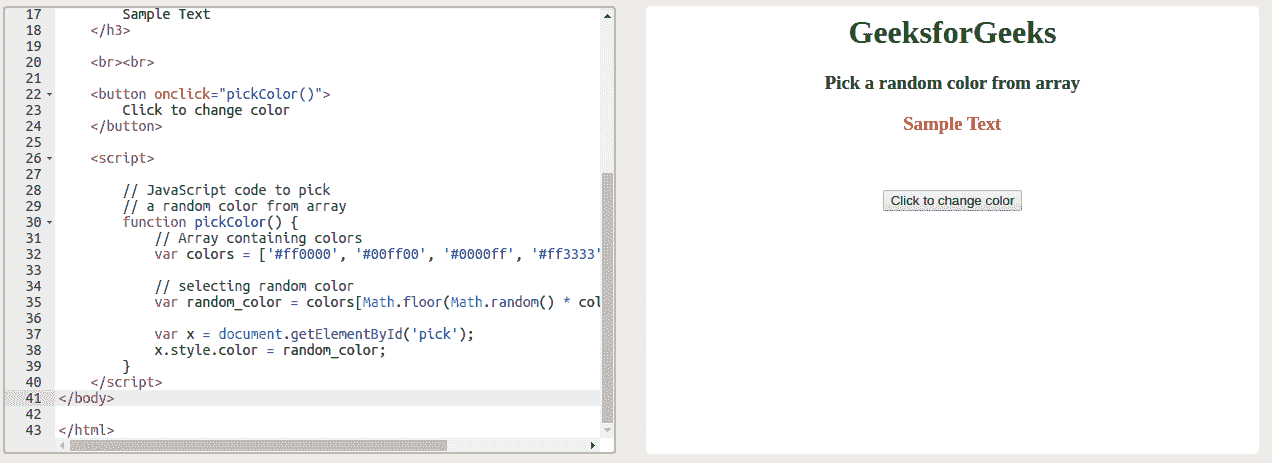 17 Sample Text
18 </h3>
19
20 <br><br>
21
22 <button onclick="pickColor()">
23 Click to change color
24 </button>
25
26 <script>
27
28 // JavaScript code to pick
29 // a random color from array
30 function pickColor() {
31 // Array containing colors
32 var colors = ['#ff0000', '#00ff00', '#0000ff', '#ff3333'
33
34 // selecting random color
35 var random_color = colors[Math.floor(Math.random() * col
36
37 var x = document.getElementById('pick');
38 x.style.color = random_color;
39 }
40 </script>
41 </body>
42
43 </html>
GeeksforGeeks
Pick a random color from array
Sample Text
Click to change color